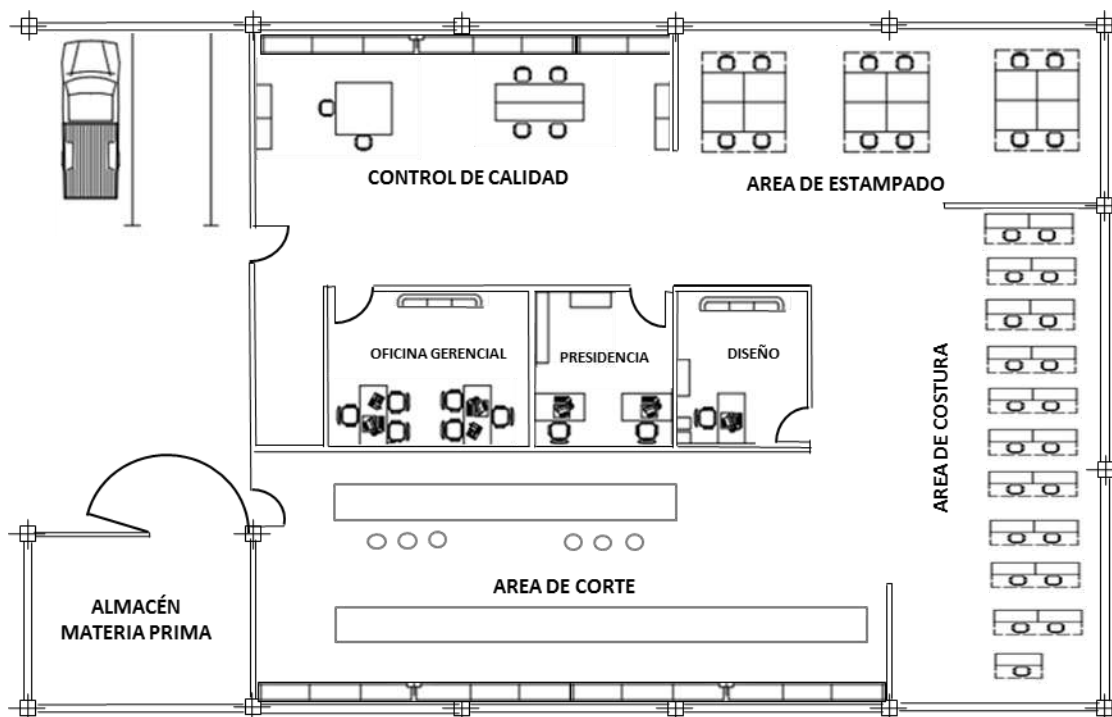 CONTROL DE CALIDAD
AREA DE ESTAMPADO
OFICINA GERENCIAL
PRESIDENCIA
DISEÑO
AREA DE COSTURA
AREA DE CORTE
ALMACÉN
MATERIA PRIMA